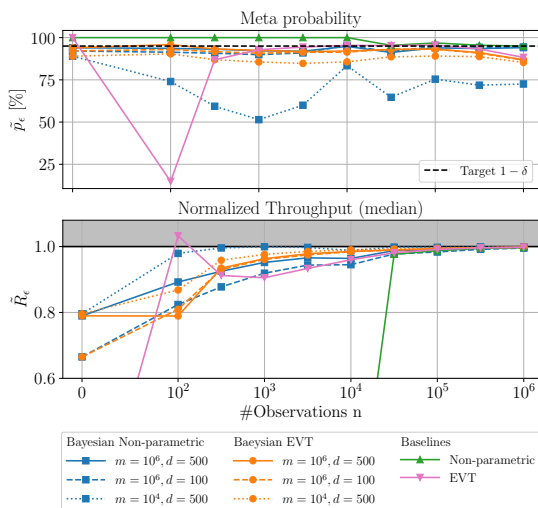 Meta probability
100
75
50
25
p̃ϵ [%]
Target 1 − δ
Normalized Throughput (median)
1.0
0.8
0.6
R̃ϵ
0 10² 10³ 10⁴ 10⁵ 10⁶
#Observations n
Bayesian Non-parametric Baeysian EVT Baselines
m = 10⁶, d = 500 m = 10⁶, d = 500 Non-parametric
m = 10⁶, d = 100 m = 10⁶, d = 100 EVT
m = 10⁴, d = 500 m = 10⁴, d = 500